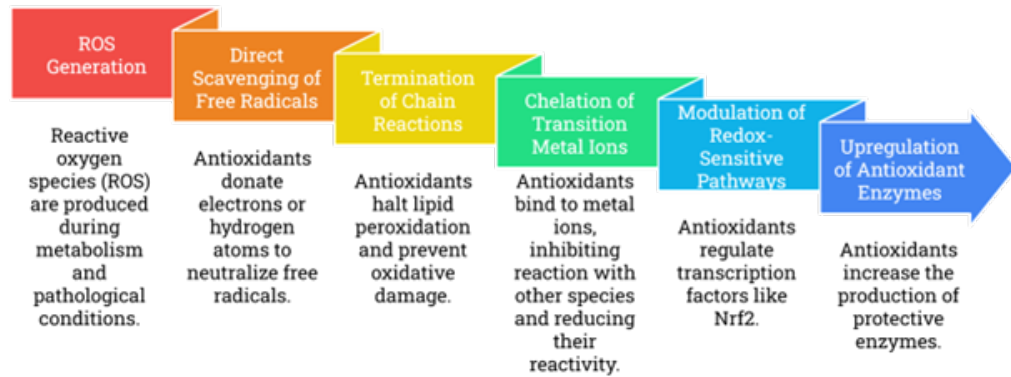 ROS
Generation
Reactive
oxygen
species (ROS)
are produced
during
metabolism
and
pathological
conditions.
Direct
Scavenging of
Free Radicals
Antioxidants
donate
electrons or
hydrogen
atoms to
neutralize free
radicals.
Termination
of Chain
Reactions
Antioxidants
halt lipid
peroxidation
and prevent
oxidative
damage.
Chelation of
Transition
Metal Ions
Antioxidants
bind to metal
ions,
inhibiting
reaction with
other species
and reducing
their
reactivity.
Modulation of
Redox-
Sensitive
Pathways
Antioxidants
regulate
transcription
factors like
Nrf2.
Upregulation
of Antioxidant
Enzymes
Antioxidants
increase the
production of
protective
enzymes.